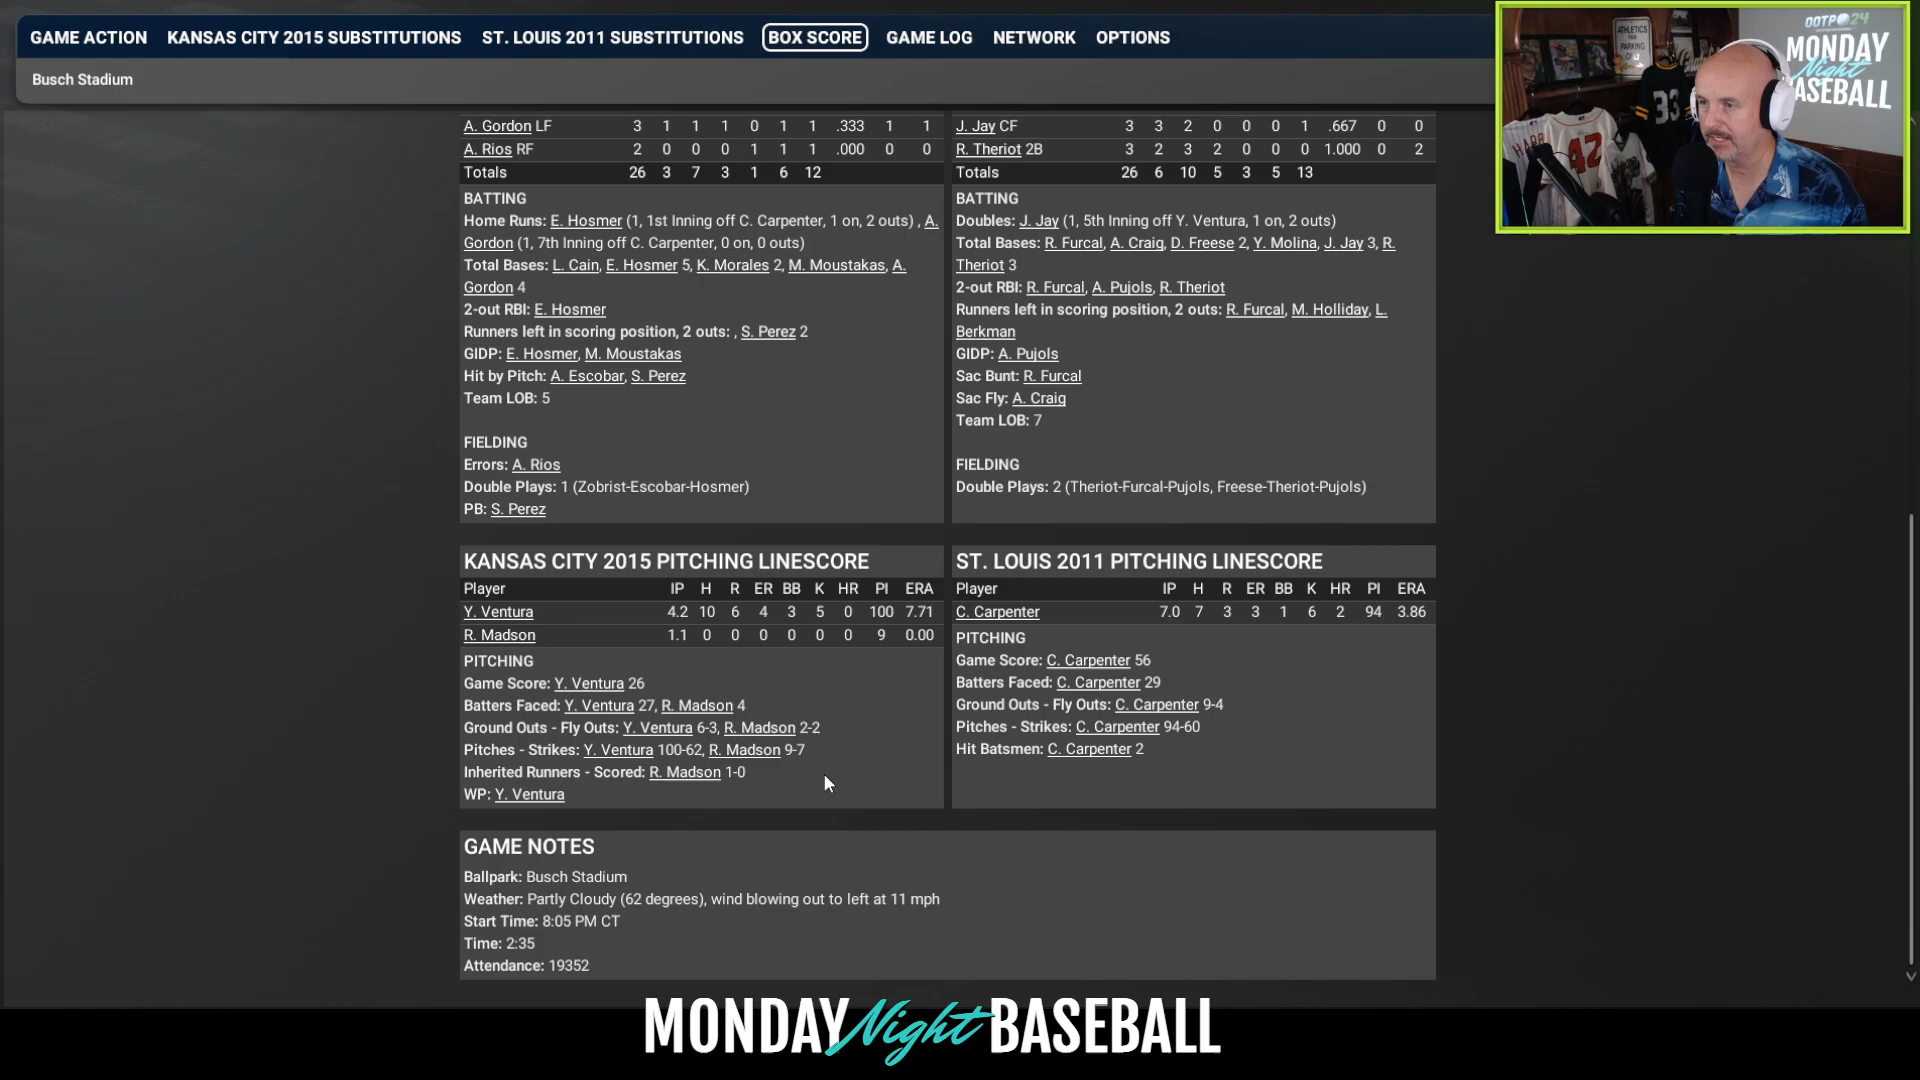 GAME ACTION KANSAS CITY 2015 SUBSTITUTIONS ST. LOUIS 2011 SUBSTITUTIONS BOX SCORE GAME LOG NETWORK OPTIONS
Busch Stadium
OOTP 24
MONDAY
Night
BASEBALL
ATHLETICS
FAN
PARKING
ONLY
33
42
A. Gordon LF 3 1 1 1 0 1 1 .333 1 1
A. Rios RF 2 0 0 0 1 1 1 .000 0 0
Totals 26 3 7 3 1 6 12
BATTING
Home Runs: E. Hosmer (1, 1st Inning off C. Carpenter, 1 on, 2 outs) , A.
Gordon (1, 7th Inning off C. Carpenter, 0 on, 0 outs)
Total Bases: L. Cain, E. Hosmer 5, K. Morales 2, M. Moustakas, A.
Gordon 4
2-out RBI: E. Hosmer
Runners left in scoring position, 2 outs: , S. Perez 2
GIDP: E. Hosmer, M. Moustakas
Hit by Pitch: A. Escobar, S. Perez
Team LOB: 5
FIELDING
Errors: A. Rios
Double Plays: 1 (Zobrist-Escobar-Hosmer)
PB: S. Perez
J. Jay CF 3 3 2 0 0 0 1 .667 0 0
R. Theriot 2B 3 2 3 2 0 0 0 1.000 0 2
Totals 26 6 10 5 3 5 13
BATTING
Doubles: J. Jay (1, 5th Inning off Y. Ventura, 1 on, 2 outs)
Total Bases: R. Furcal, A. Craig, D. Freese 2, Y. Molina, J. Jay 3, R.
Theriot 3
2-out RBI: R. Furcal, A. Pujols, R. Theriot
Runners left in scoring position, 2 outs: R. Furcal, M. Holliday, L.
Berkman
GIDP: A. Pujols
Sac Bunt: R. Furcal
Sac Fly: A. Craig
Team LOB: 7
FIELDING
Double Plays: 2 (Theriot-Furcal-Pujols, Freese-Theriot-Pujols)
KANSAS CITY 2015 PITCHING LINESCORE
Player IP H R ER BB K HR PI ERA
Y. Ventura 4.2 10 6 4 3 5 0 100 7.71
R. Madson 1.1 0 0 0 0 0 0 9 0.00
PITCHING
Game Score: Y. Ventura 26
Batters Faced: Y. Ventura 27, R. Madson 4
Ground Outs - Fly Outs: Y. Ventura 6-3, R. Madson 2-2
Pitches - Strikes: Y. Ventura 100-62, R. Madson 9-7
Inherited Runners - Scored: R. Madson 1-0
WP: Y. Ventura
ST. LOUIS 2011 PITCHING LINESCORE
Player IP H R ER BB K HR PI ERA
C. Carpenter 7.0 7 3 3 1 6 2 94 3.86
PITCHING
Game Score: C. Carpenter 56
Batters Faced: C. Carpenter 29
Ground Outs - Fly Outs: C. Carpenter 9-4
Pitches - Strikes: C. Carpenter 94-60
Hit Batsmen: C. Carpenter 2
GAME NOTES
Ballpark: Busch Stadium
Weather: Partly Cloudy (62 degrees), wind blowing out to left at 11 mph
Start Time: 8:05 PM CT
Time: 2:35
Attendance: 19352
MONDAY Night BASEBALL